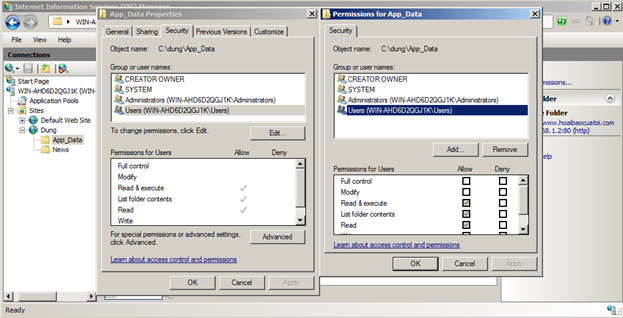 Internet Information Services (IIS) Manager
WIN-A
File View Help
Connections
Start Page
WIN-AHD6D2QGJ1K (WIN-A
Application Pools
Sites
Default Web Site
Dung
App_Data
News
Ready
App_Data Properties
General Sharing Security Previous Versions Customize
Object name: C:\dung\App_Data
Group or user names:
CREATOR OWNER
SYSTEM
Administrators (WIN-AHD6D2QGJ1K\Administrators)
Users (WIN-AHD6D2QGJ1K\Users)
To change permissions, click Edit.
Edit...
Permissions for Users Allow Deny
Full control
Modify
Read & execute
List folder contents
Read
Write
For special permissions or advanced settings,
click Advanced.
Advanced
Learn about access control and permissions
OK Cancel Apply
Permissions for App_Data
Security
Object name: C:\dung\App_Data
Group or user names:
CREATOR OWNER
SYSTEM
Administrators (WIN-AHD6D2QGJ1K\Administrators)
Users (WIN-AHD6D2QGJ1K\Users)
Add... Remove
Permissions for Users Allow Deny
Full control
Modify
Read & execute
List folder contents
Read
Write
Learn about access control and permissions
OK Cancel Apply
missions...
lder
e Folder
(www.hoabaocuatoi.com
58.1.2:80 (http)
elp